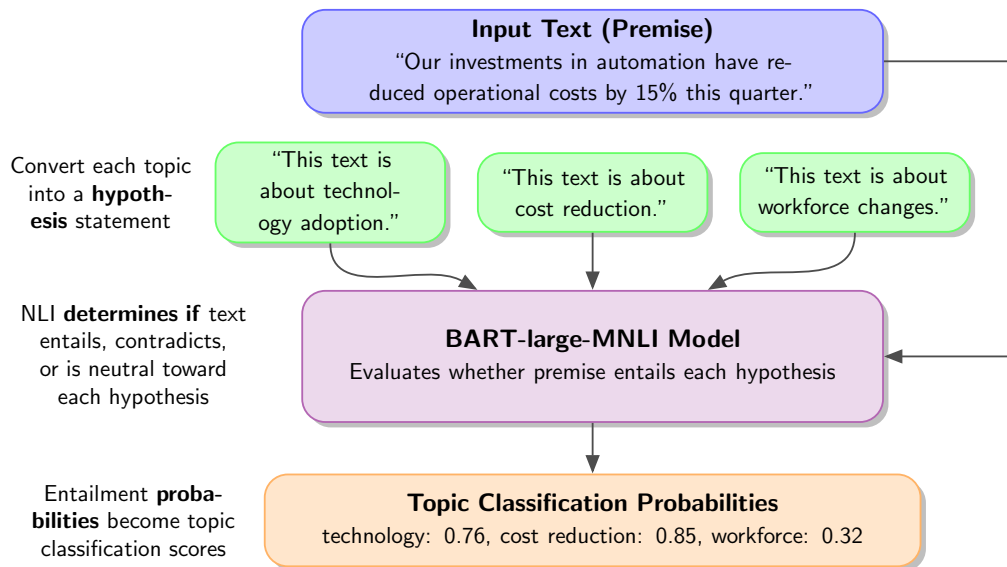 Input Text (Premise)
“Our investments in automation have re-
duced operational costs by 15% this quarter.”
Convert each topic
into a hypoth-
esis statement
“This text is
about technol-
ogy adoption.”
“This text is about
cost reduction.”
“This text is about
workforce changes.”
NLI determines if text
entails, contradicts,
or is neutral toward
each hypothesis
BART-large-MNLI Model
Evaluates whether premise entails each hypothesis
Entailment proba-
bilities become topic
classification scores
Topic Classification Probabilities
technology: 0.76, cost reduction: 0.85, workforce: 0.32